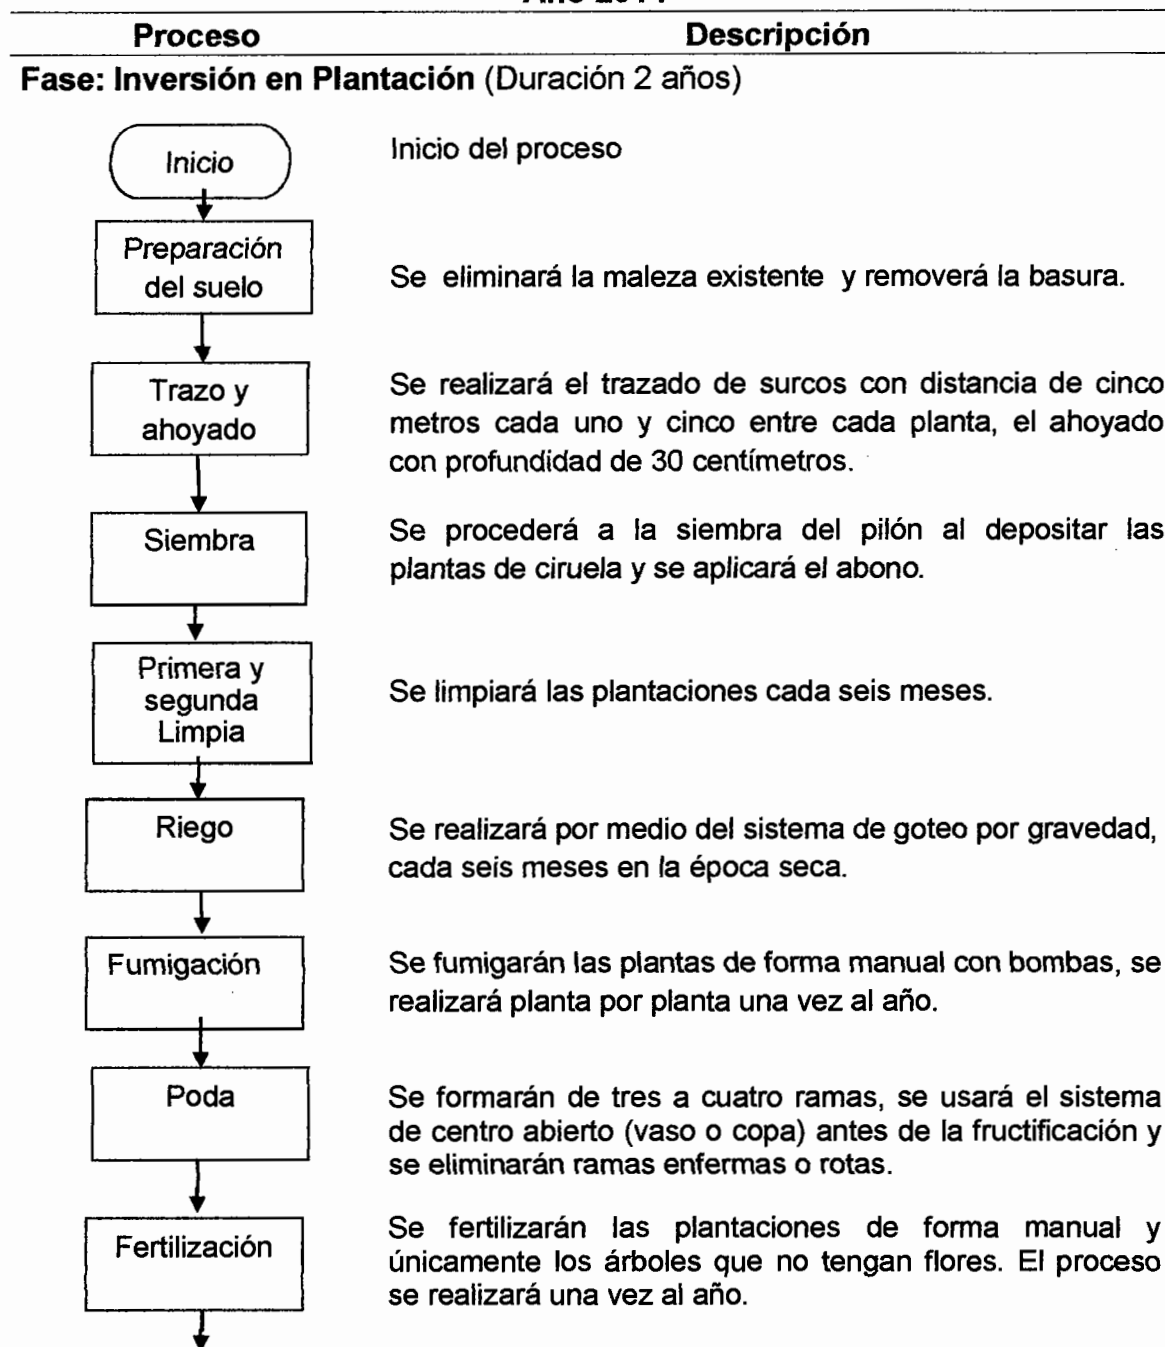 Proceso Descripción
Fase: Inversión en Plantación (Duración 2 años)
Inicio
Inicio del proceso
Preparación
del suelo
Se eliminará la maleza existente y removerá la basura.
Trazo y
ahoyado
Se realizará el trazado de surcos con distancia de cinco
metros cada uno y cinco entre cada planta, el ahoyado
con profundidad de 30 centímetros.
Siembra
Se procederá a la siembra del pilón al depositar las
plantas de ciruela y se aplicará el abono.
Primera y
segunda
Limpia
Se limpiará las plantaciones cada seis meses.
Riego
Se realizará por medio del sistema de goteo por gravedad,
cada seis meses en la época seca.
Fumigación
Se fumigarán las plantas de forma manual con bombas, se
realizará planta por planta una vez al año.
Poda
Se formarán de tres a cuatro ramas, se usará el sistema
de centro abierto (vaso o copa) antes de la fructificación y
se eliminarán ramas enfermas o rotas.
Fertilización
Se fertilizarán las plantaciones de forma manual y
únicamente los árboles que no tengan flores. El proceso
se realizará una vez al año.